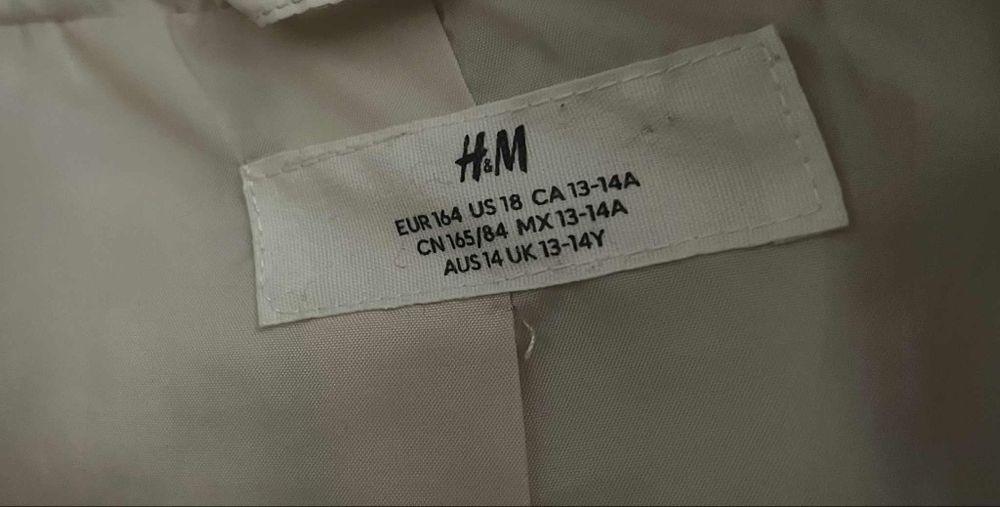 H&M
EUR 164 US 18 CA 13-14A
CN 165/84 MX 13-14A
AUS 14 UK 13-14Y